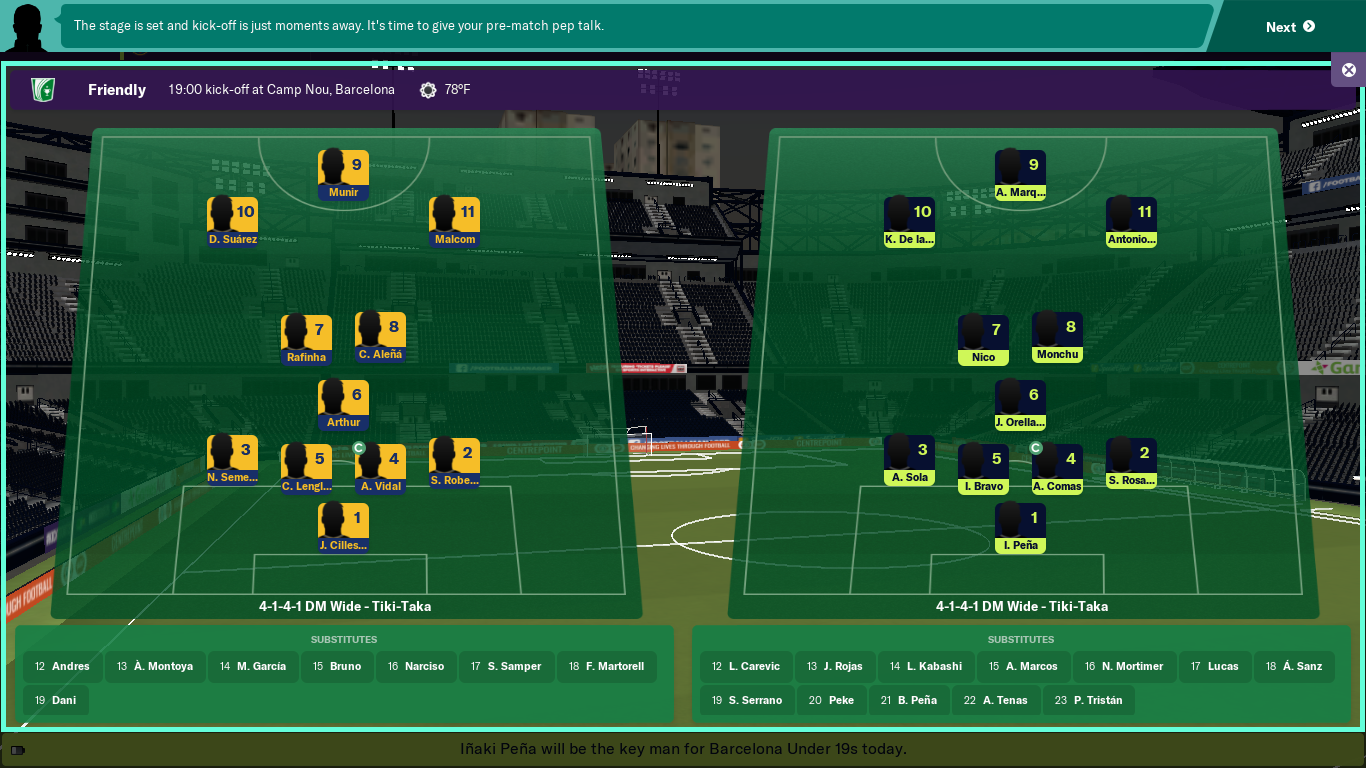 The stage is set and kick-off is just moments away. It's time to give your pre-match pep talk.
Next
Friendly 19:00 kick-off at Camp Nou, Barcelona 78°F
9
Munir
10
D. Suárez
11
Malcom
7
Rafinha
8
C. Aleñá
6
Arthur
3
N. Seme...
5
C. Lengl...
C
4
A. Vidal
2
S. Robe...
1
J. Cilles...
4-1-4-1 DM Wide - Tiki-Taka
9
A. Marq...
10
K. De la...
11
Antonio...
7
Nico
8
Monchu
6
J. Orella...
3
A. Sola
5
I. Bravo
C
4
A. Comas
2
S. Rosa...
1
I. Peña
4-1-4-1 DM Wide - Tiki-Taka
SUBSTITUTES
12 Andres 13 À. Montoya 14 M. García 15 Bruno 16 Narciso 17 S. Samper 18 F. Martorell
19 Dani
SUBSTITUTES
12 L. Carevic 13 J. Rojas 14 L. Kabashi 15 A. Marcos 16 N. Mortimer 17 Lucas 18 Á. Sanz
19 S. Serrano 20 Peke 21 B. Peña 22 A. Tenas 23 P. Tristán
Iñaki Peña will be the key man for Barcelona Under 19s today.